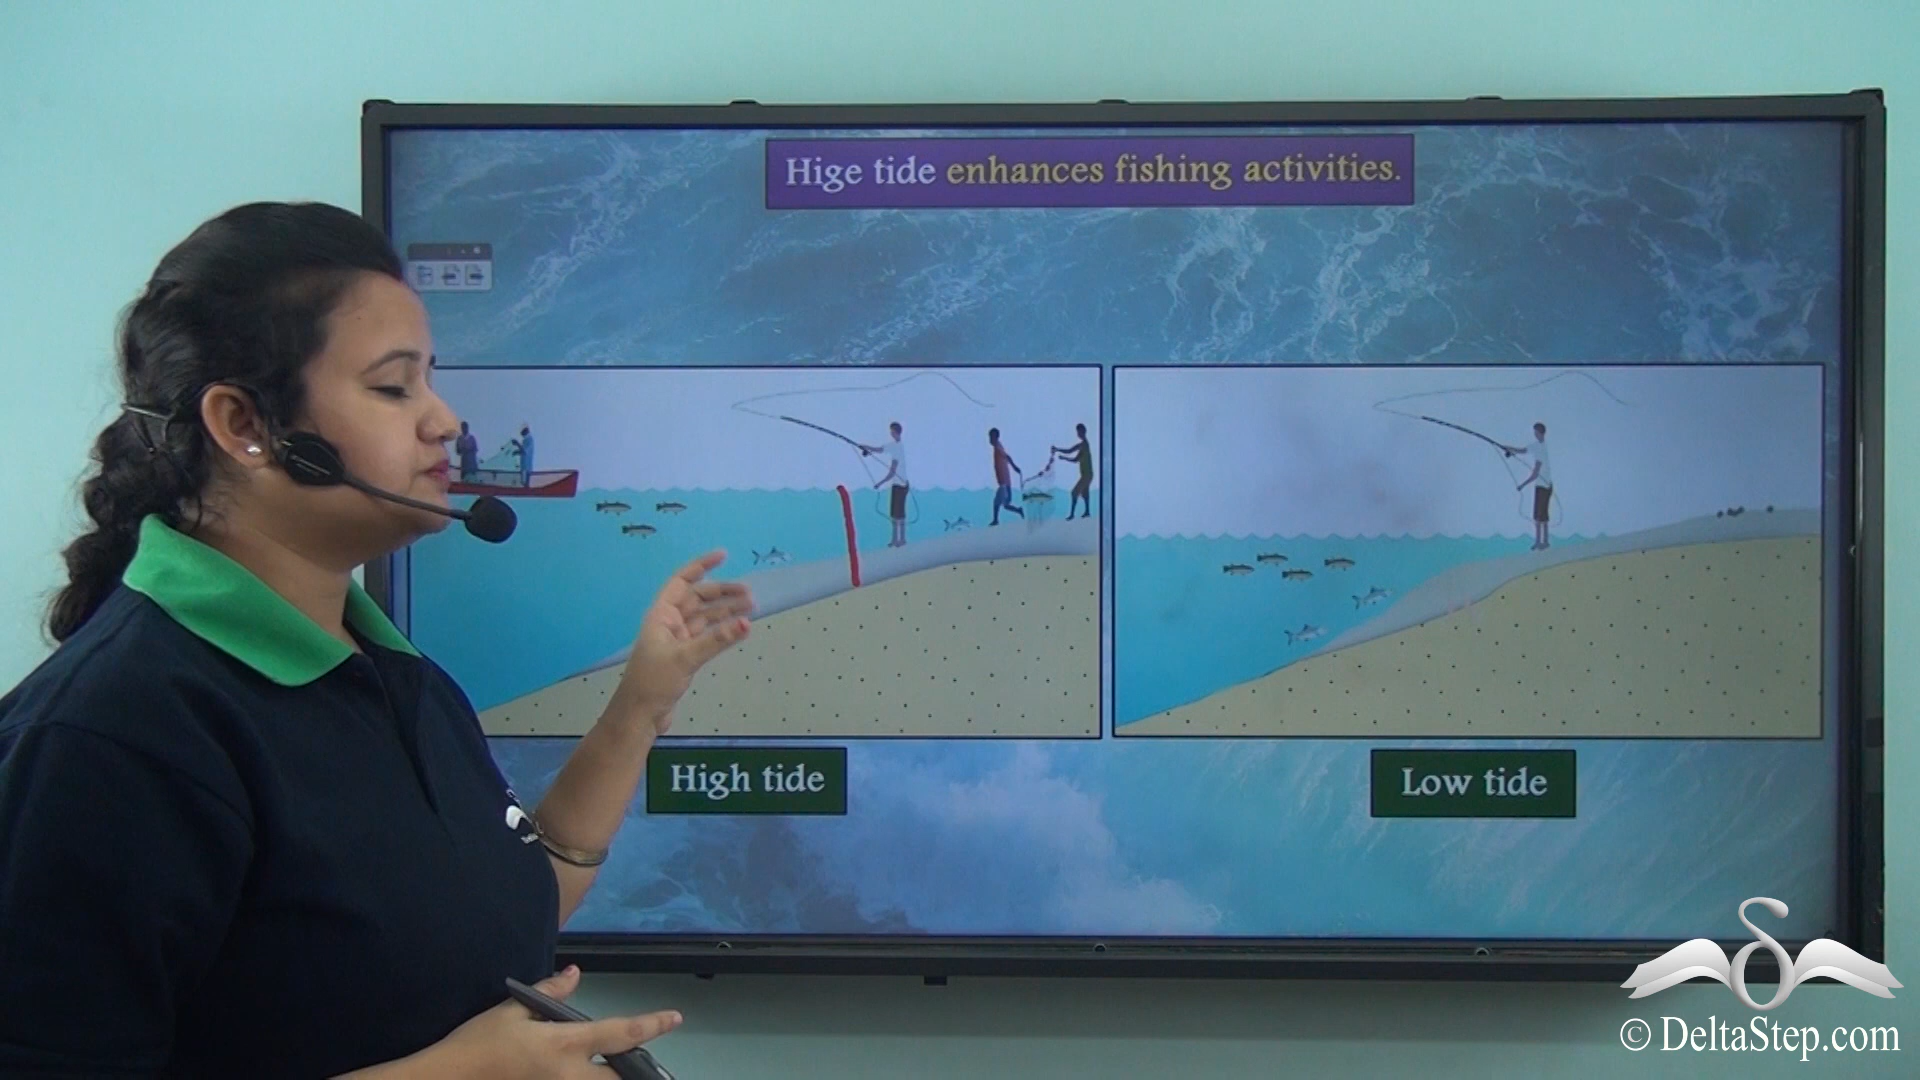 Hige tide enhances fishing activities.
High tide
Low tide
© DeltaStep.com